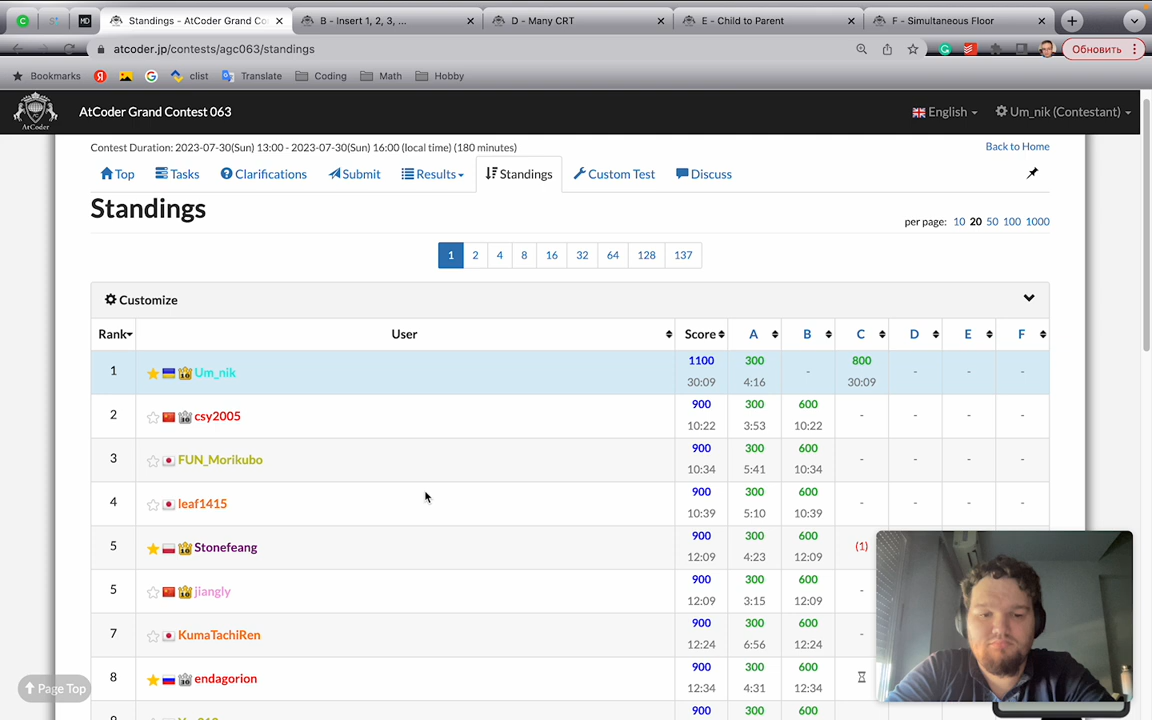 Standings - AtCoder Grand Co
B - Insert 1, 2, 3, ...
D - Many CRT
E - Child to Parent
F - Simultaneous Floor
atcoder.jp/contests/agc063/standings
Обновить
Bookmarks
clist
Translate
Coding
Math
Hobby
AtCoder
AtCoder Grand Contest 063
English
Um_nik (Contestant)
Contest Duration: 2023-07-30(Sun) 13:00 - 2023-07-30(Sun) 16:00 (local time) (180 minutes)
Back to Home
Top
Tasks
Clarifications
Submit
Results
Standings
Custom Test
Discuss
Standings
per page: 10 20 50 100 1000
1 2 4 8 16 32 64 128 137
Customize
Rank User Score A B C D E F
1 Um_nik 1100 300 - 800 - - -
30:09 4:16 30:09
2 csy2005 900 300 600 - - - -
10:22 3:53 10:22
3 FUN_Morikubo 900 300 600 - - - -
10:34 5:41 10:34
4 leaf1415 900 300 600 - - - -
10:39 5:10 10:39
5 Stonefeang 900 300 600 (1)
12:09 4:23 12:09
5 jiangly 900 300 600 -
12:09 3:15 12:09
7 KumaTachiRen 900 300 600 -
12:24 6:56 12:24
8 endagorion 900 300 600
12:34 4:31 12:34
900 300 600
Page Top